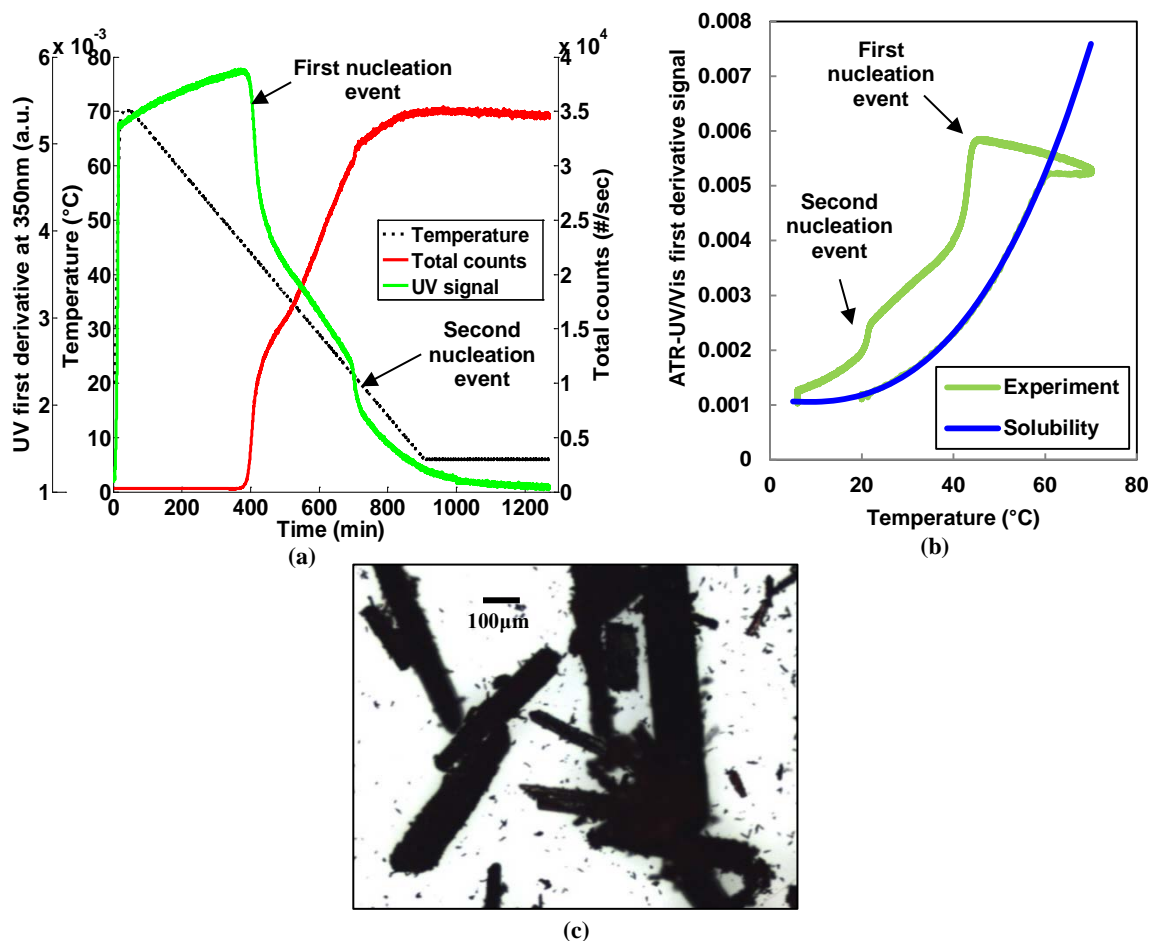 x 10⁻³
6
5
4
3
2
1
UV first derivative at 350nm (a.u.)
80
70
60
50
40
30
20
10
0
Temperature (°C)
First nucleation
event
Temperature
Total counts
UV signal
Second
nucleation
event
x 10⁴
4
3.5
3
2.5
2
1.5
1
0.5
0
Total counts (#/sec)
0 200 400 600 800 1000 1200
Time (min)
(a)
0.008
0.007
0.006
0.005
0.004
0.003
0.002
0.001
0
ATR-UV/Vis first derivative signal
First
nucleation
event
Second
nucleation
event
Experiment
Solubility
0 20 40 60 80
Temperature (°C)
(b)
100µm
(c)